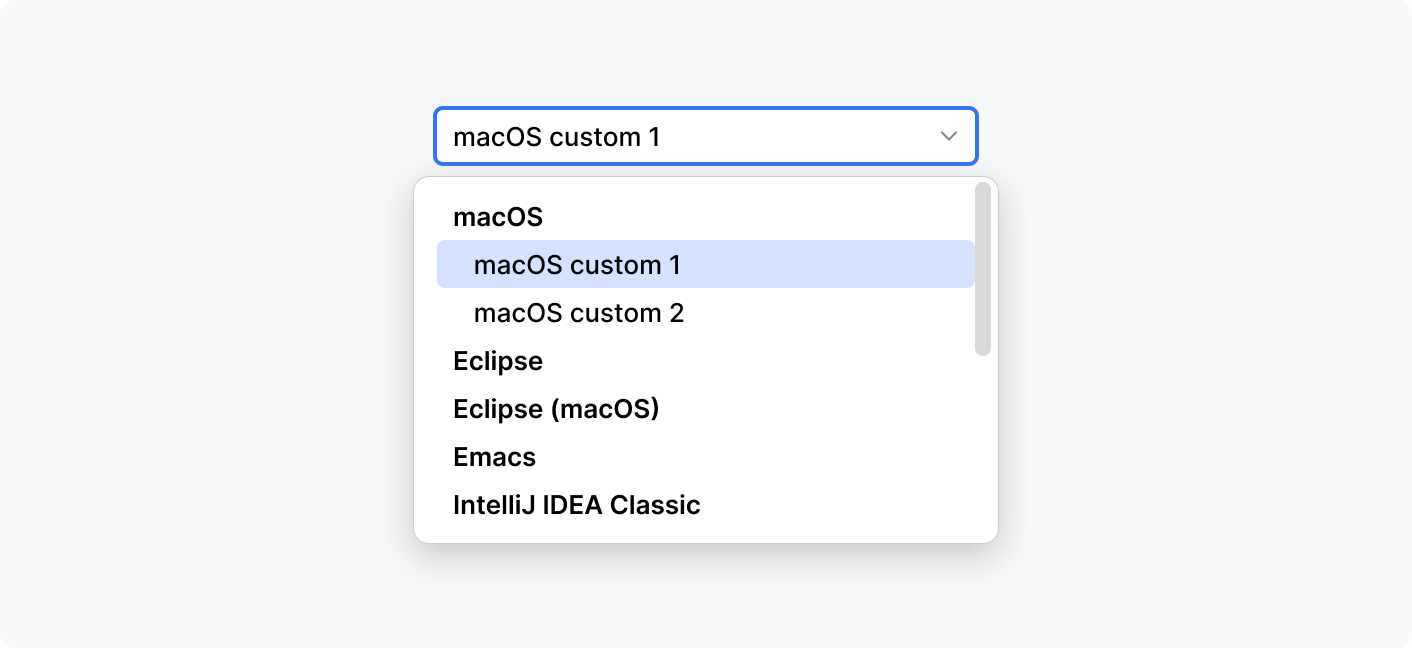 macOS custom 1
macOS
macOS custom 1
macOS custom 2
Eclipse
Eclipse (macOS)
Emacs
IntelliJ IDEA Classic